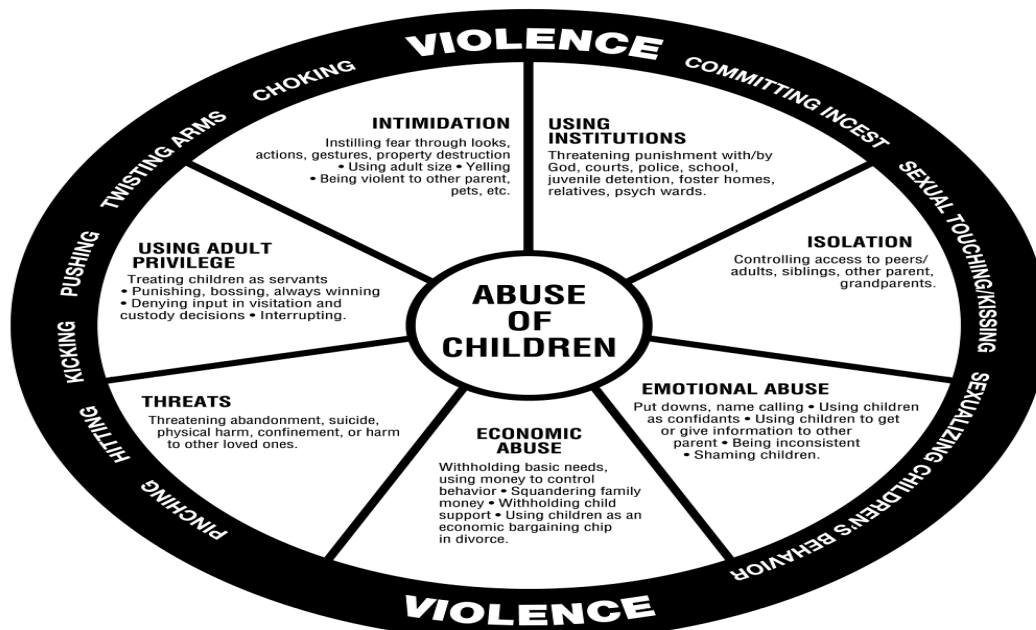 VIOLENCE
CHOKING
TWISTING ARMS
PUSHING
KICKING
HITTING
PINCHING
COMMITTING INCEST
SEXUAL TOUCHING/KISSING
SEXUALIZING CHILDREN'S BEHAVIOR
INTIMIDATION
Instilling fear through looks,
actions, gestures, property destruction
• Using adult size • Yelling
• Being violent to other parent,
pets, etc.
USING
INSTITUTIONS
Threatening punishment with/by
God, courts, police, school,
juvenile detention, foster homes,
relatives, psych wards.
USING ADULT
PRIVILEGE
Treating children as servants
• Punishing, bossing, always winning
• Denying input in visitation and
custody decisions • Interrupting.
ISOLATION
Controlling access to peers/
adults, siblings, other parent,
grandparents.
ABUSE
OF
CHILDREN
THREATS
Threatening abandonment, suicide,
physical harm, confinement, or harm
to other loved ones.
ECONOMIC
ABUSE
Withholding basic needs,
using money to control
behavior • Squandering family
money • Withholding child
support • Using children as an
economic bargaining chip
in divorce.
EMOTIONAL ABUSE
Put downs, name calling • Using children
as confidants • Using children to get
or give information to other
parent • Being inconsistent
• Shaming children.
VIOLENCE